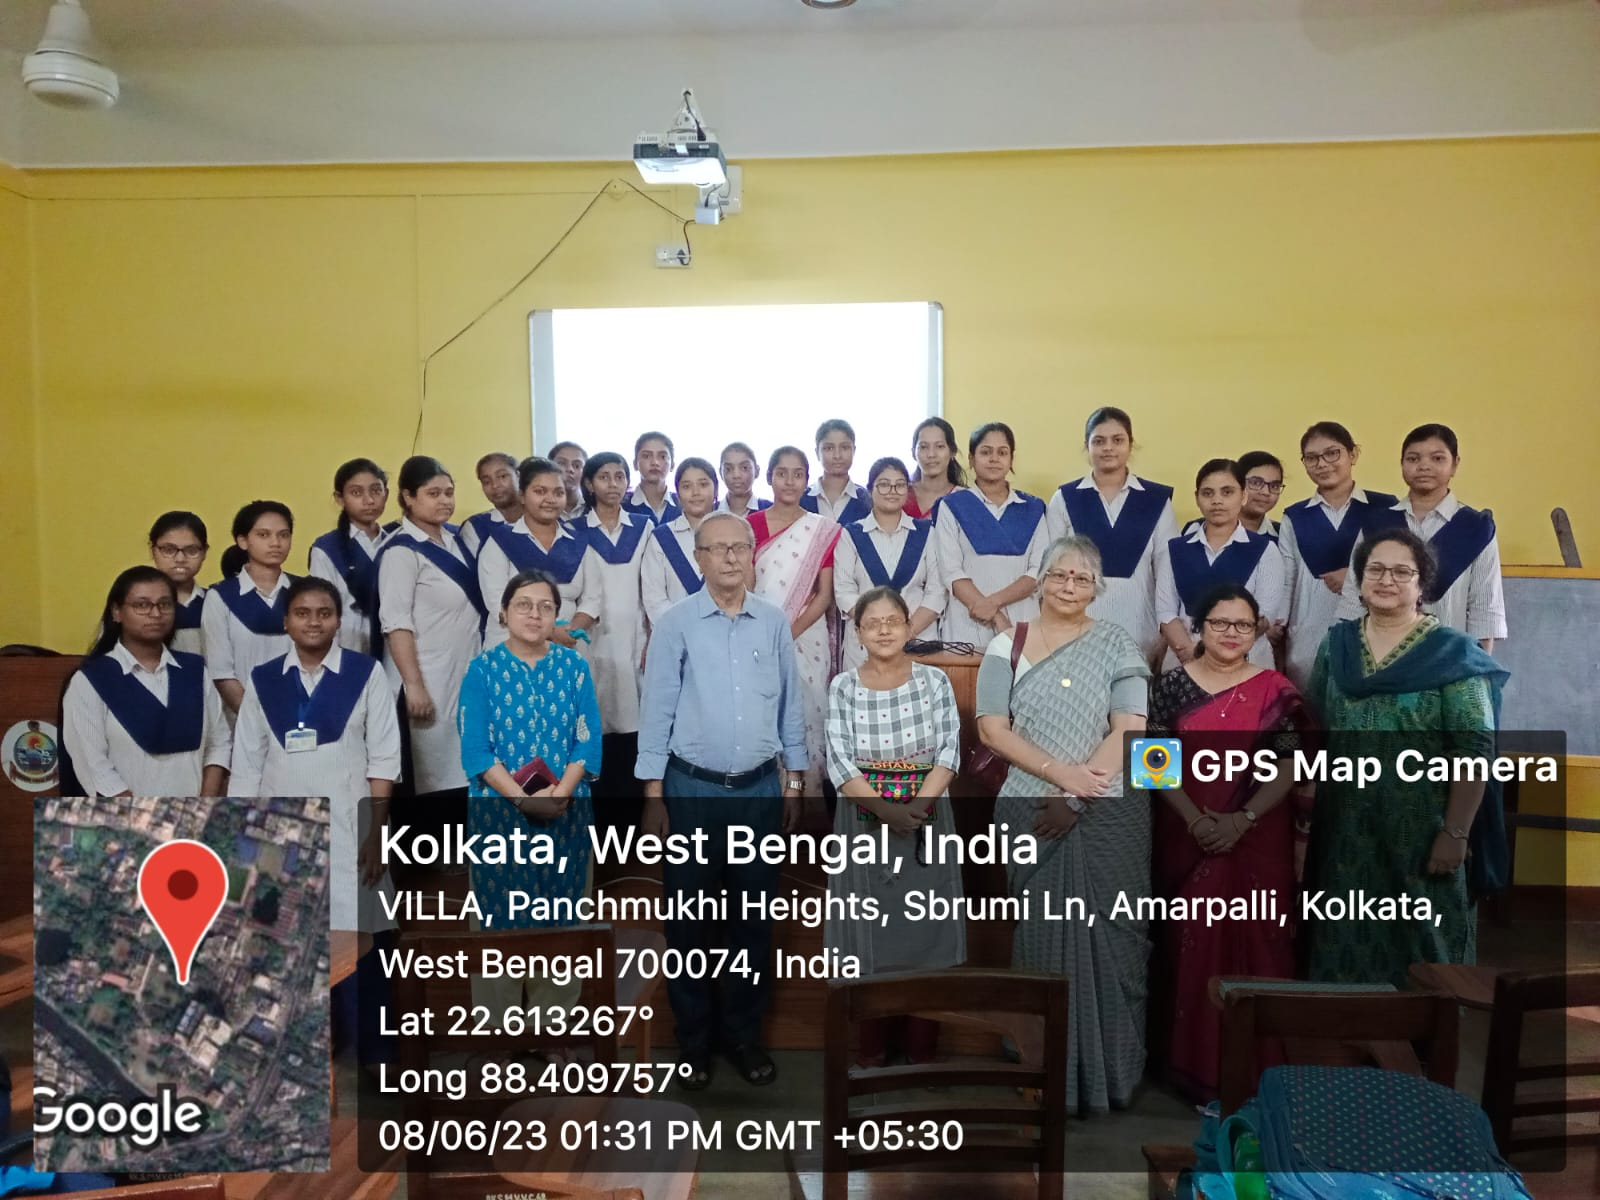 DHAM
GPS Map Camera
Kolkata, West Bengal, India
VILLA, Panchmukhi Heights, Sbrumi Ln, Amarpalli, Kolkata,
West Bengal 700074, India
Lat 22.613267°
Long 88.409757°
08/06/23 01:31 PM GMT +05:30
Google